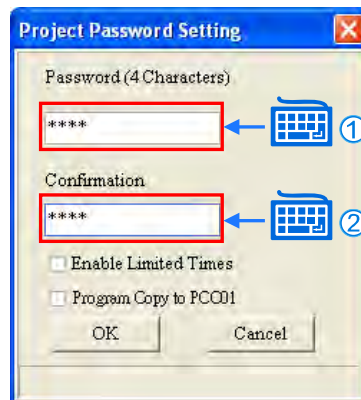 Project Password Setting
Password (4 Characters)
****
①
Confirmation
****
②
Enable Limited Times
Program Copy to PCC01
OK Cancel